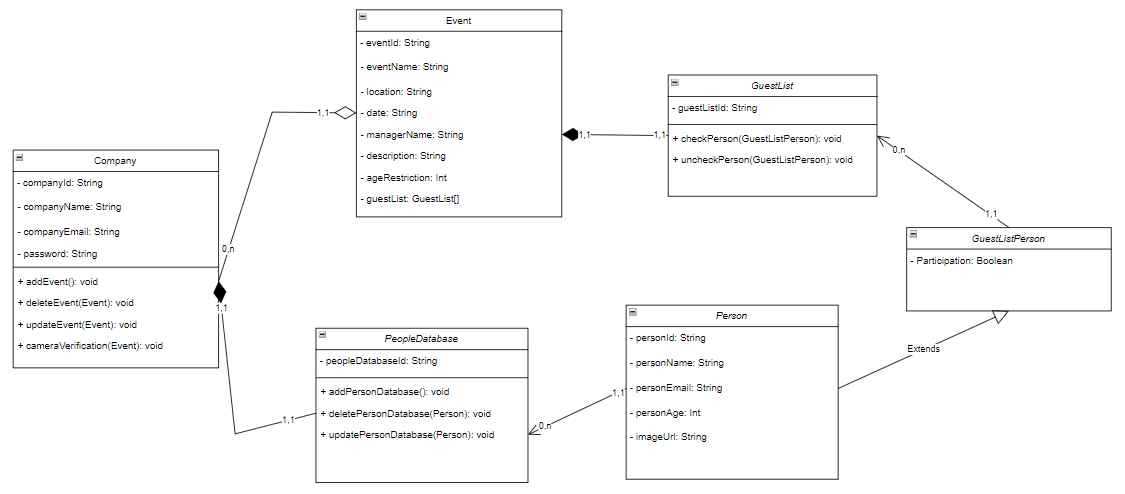 Event
- eventId: String
- eventName: String
- location: String
- date: String
- managerName: String
- description: String
- ageRestriction: Int
- guestList: GuestList[]
1,1
1,1
1,1
GuestList
- guestListId: String
+ checkPerson(GuestListPerson): void
+ uncheckPerson(GuestListPerson): void
0,n
1,1
Company
- companyId: String
- companyName: String
- companyEmail: String
- password: String
+ addEvent(): void
+ deleteEvent(Event): void
+ updateEvent(Event): void
+ cameraVerification(Event): void
0,n
1,1
1,1
GuestListPerson
- Participation: Boolean
Extends
PeopleDatabase
- peopleDatabaseId: String
+ addPersonDatabase(): void
+ deletePersonDatabase(Person): void
+ updatePersonDatabase(Person): void
0,n
1,1
Person
- personId: String
- personName: String
- personEmail: String
- personAge: Int
- imageUrl: String